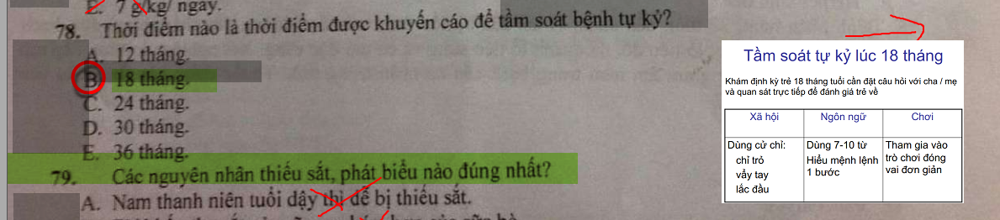 E. 7 g/kg/ ngày.
78. Thời điểm nào là thời điểm được khuyến cáo để tầm soát bệnh tự kỷ?
A. 12 tháng.
B. 18 tháng.
C. 24 tháng.
D. 30 tháng.
E. 36 tháng.
79. Các nguyên nhân thiếu sắt, phát biểu nào đúng nhất?
A. Nam thanh niên tuổi dậy thì dễ bị thiếu sắt.
Tầm soát tự kỷ lúc 18 tháng
Khám định kỳ trẻ 18 tháng tuổi cần đặt câu hỏi với cha / mẹ
và quan sát trực tiếp để đánh giá trẻ về
Xã hội
Ngôn ngữ
Chơi
Dùng cử chỉ:
chỉ trỏ
vẩy tay
lắc đầu
Dùng 7-10 từ
Hiểu mệnh lệnh
1 bước
Tham gia vào
trò chơi đóng
vai đơn giản